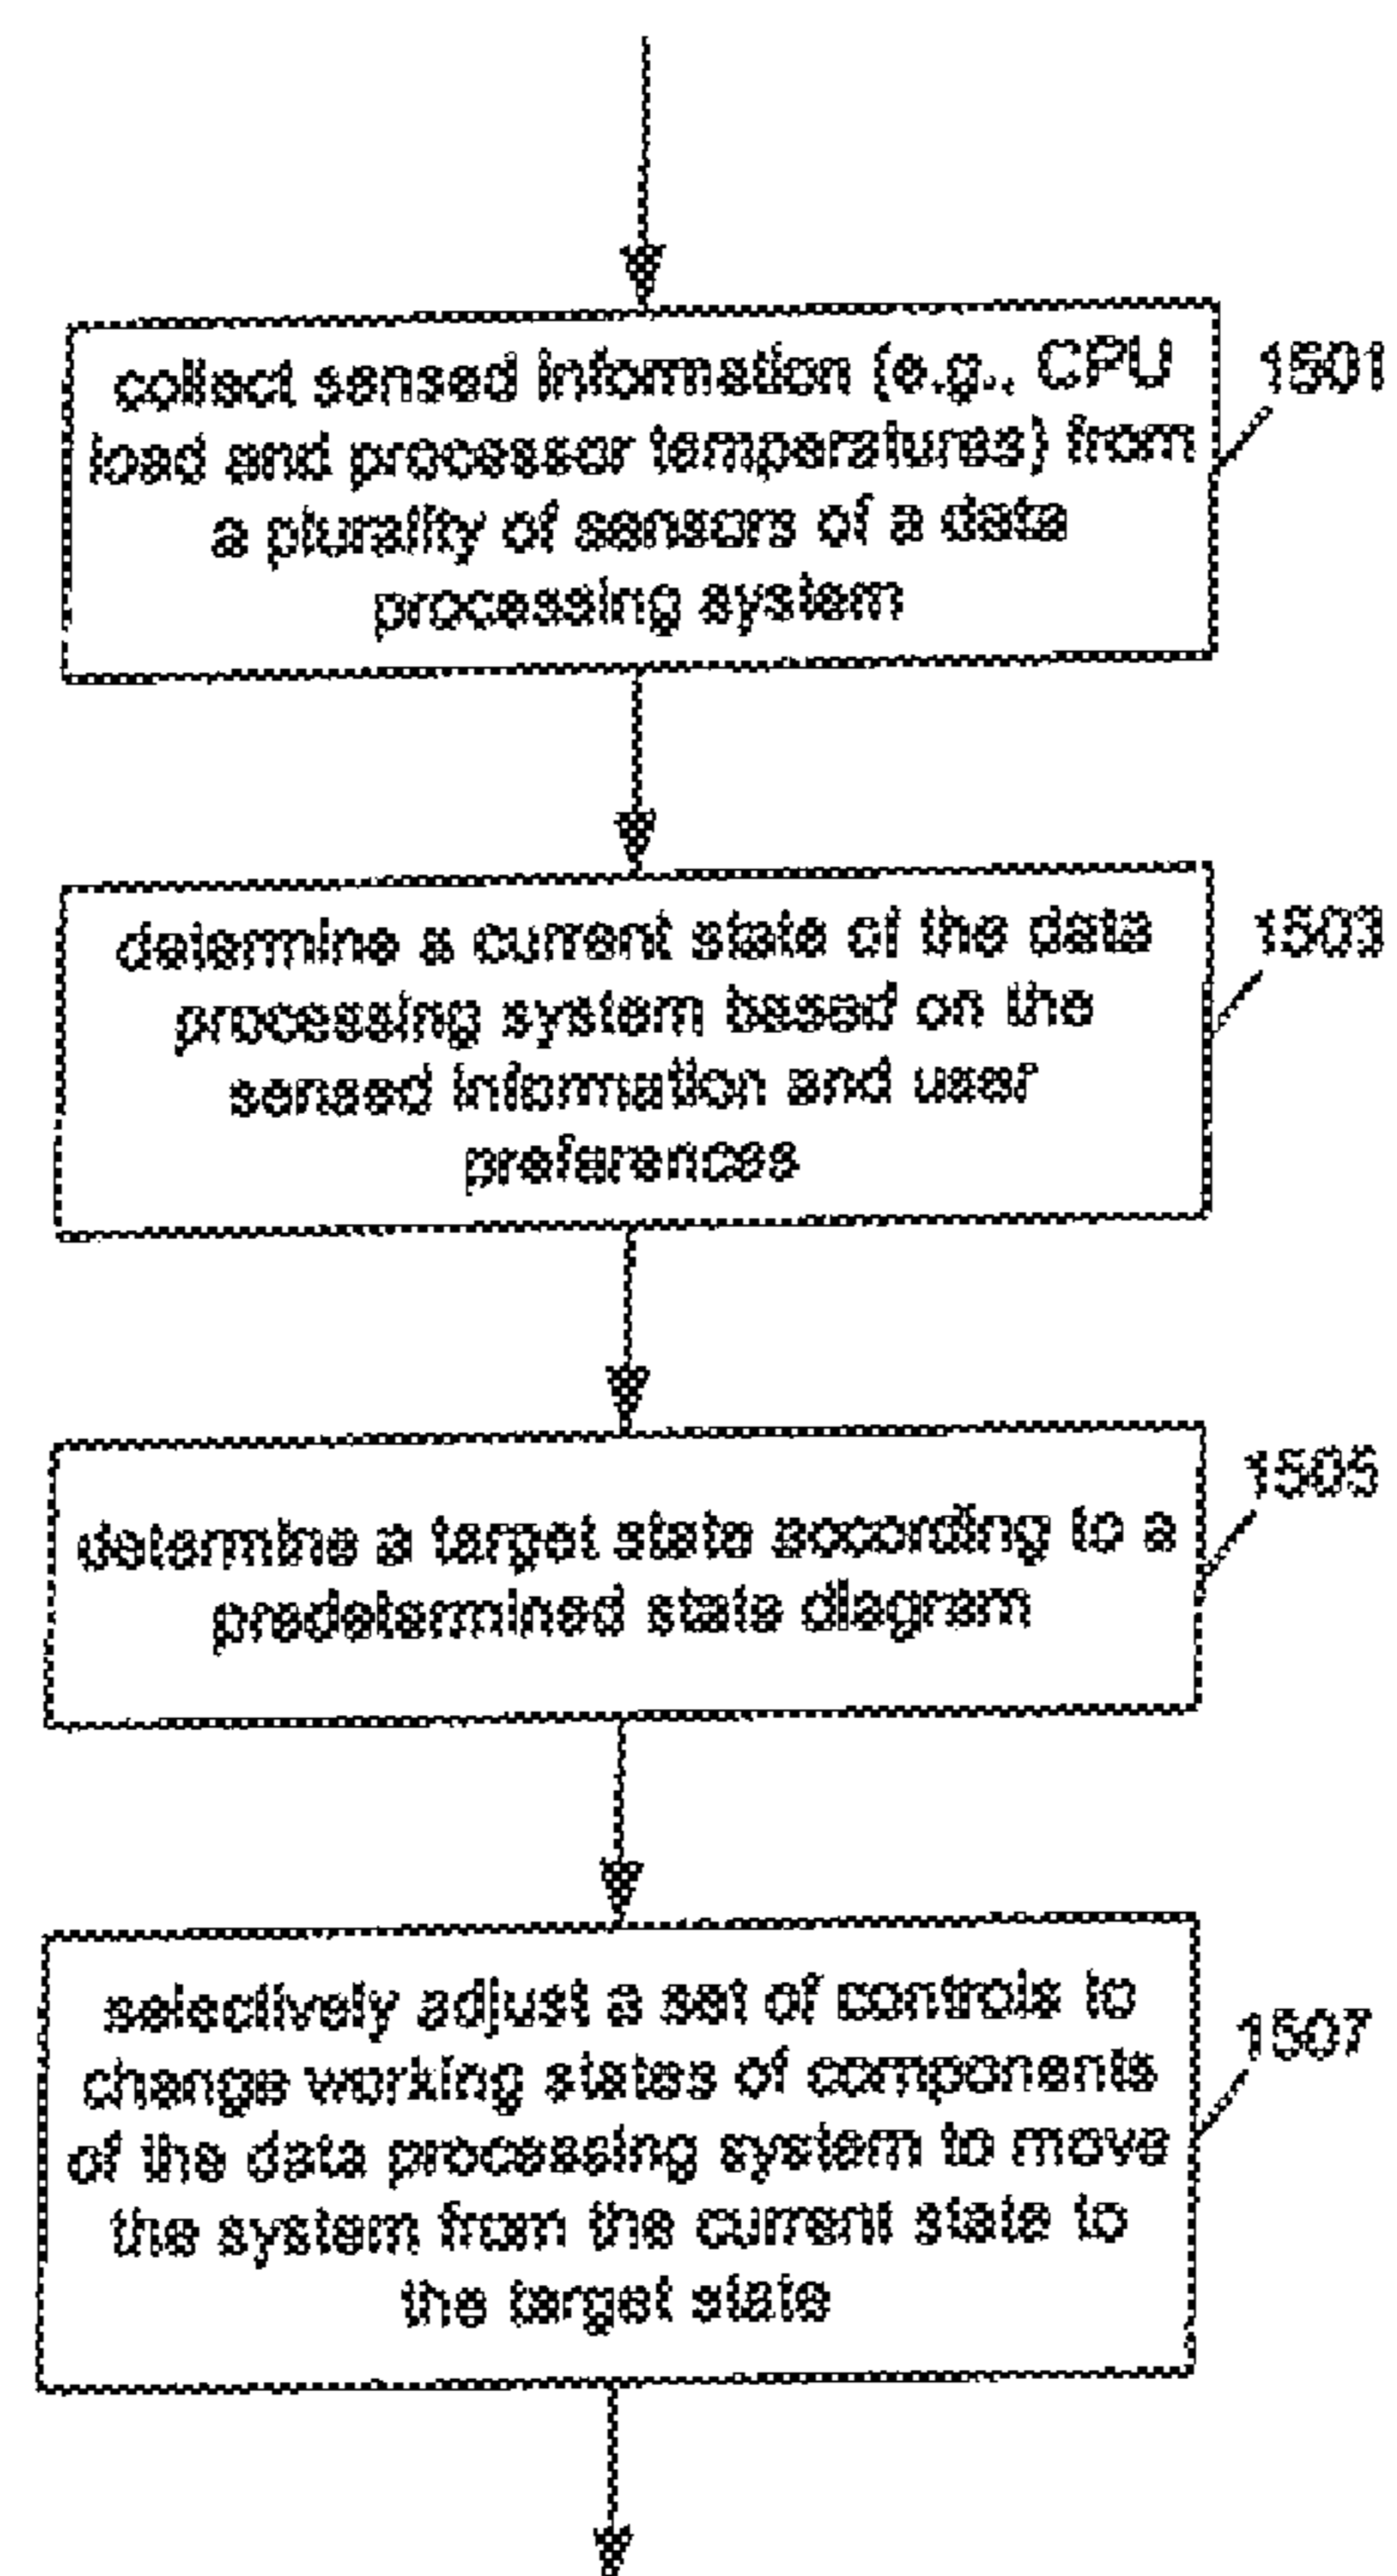 collect sensed information (e.g., CPU
load and processor temperatures) from
a plurality of sensors of a data
processing system
1501
determine a current state of the data
processing system based on the
sensed information and user
preferences
1503
determine a target state according to a
predetermined state diagram
1505
selectively adjust a set of controls to
change working states of components
of the data processing system to move
the system from the current state to
the target state
1507